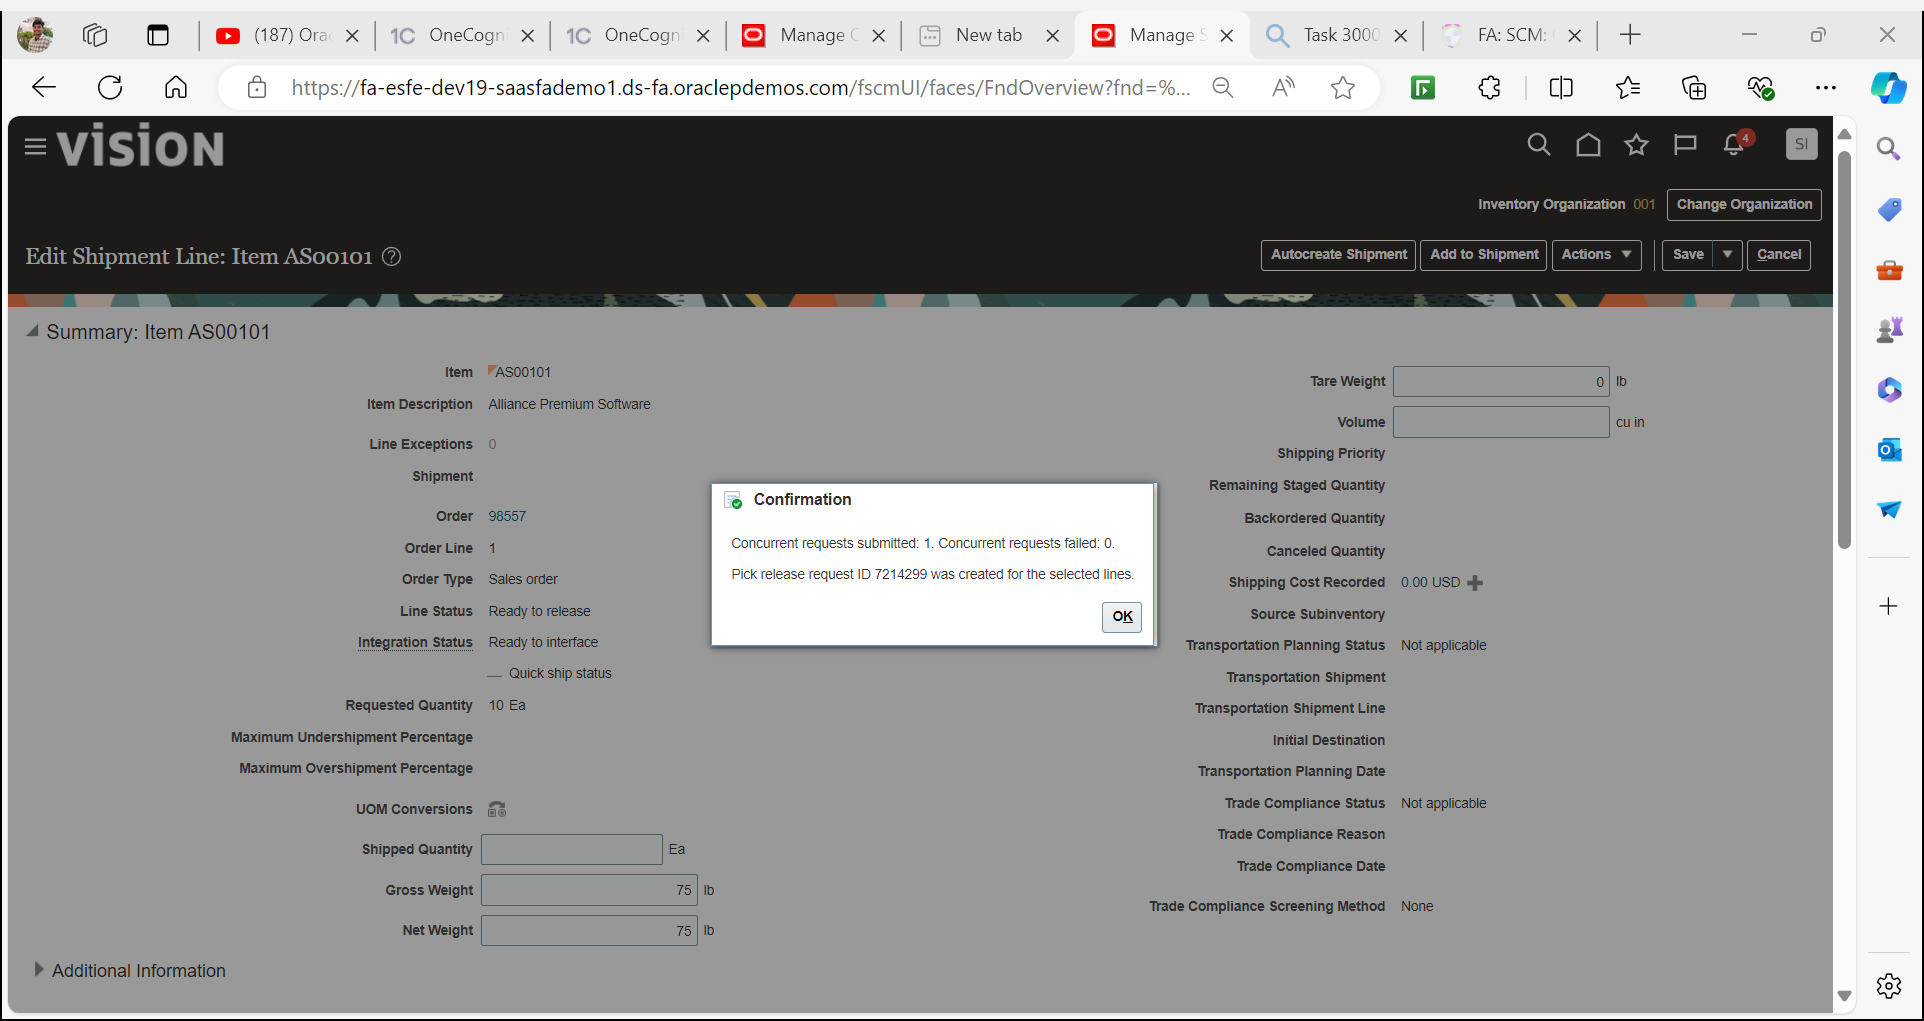 (187) Orac
OneCogni
OneCogni
Manage C
New tab
Manage S
Task 3000
FA: SCM:
https://fa-esfe-dev19-saasfademo1.ds-fa.oraclepdemos.com/fscmUI/faces/FndOverview?fnd=%...
VISION
4
SI
Inventory Organization 001 Change Organization
Edit Shipment Line: Item AS00101
Autocreate Shipment Add to Shipment Actions Save Cancel
Summary: Item AS00101
Item AS00101
Item Description Alliance Premium Software
Line Exceptions 0
Shipment
Order 98557
Order Line 1
Order Type Sales order
Line Status Ready to release
Integration Status Ready to interface
Quick ship status
Requested Quantity 10 Ea
Maximum Undershipment Percentage
Maximum Overshipment Percentage
UOM Conversions
Shipped Quantity Ea
Gross Weight 75 lb
Net Weight 75 lb
Additional Information
Confirmation
Concurrent requests submitted: 1. Concurrent requests failed: 0.
Pick release request ID 7214299 was created for the selected lines.
OK
Tare Weight 0 lb
Volume cu in
Shipping Priority
Remaining Staged Quantity
Backordered Quantity
Canceled Quantity
Shipping Cost Recorded 0.00 USD
Source Subinventory
Transportation Planning Status Not applicable
Transportation Shipment
Transportation Shipment Line
Initial Destination
Transportation Planning Date
Trade Compliance Status Not applicable
Trade Compliance Reason
Trade Compliance Date
Trade Compliance Screening Method None